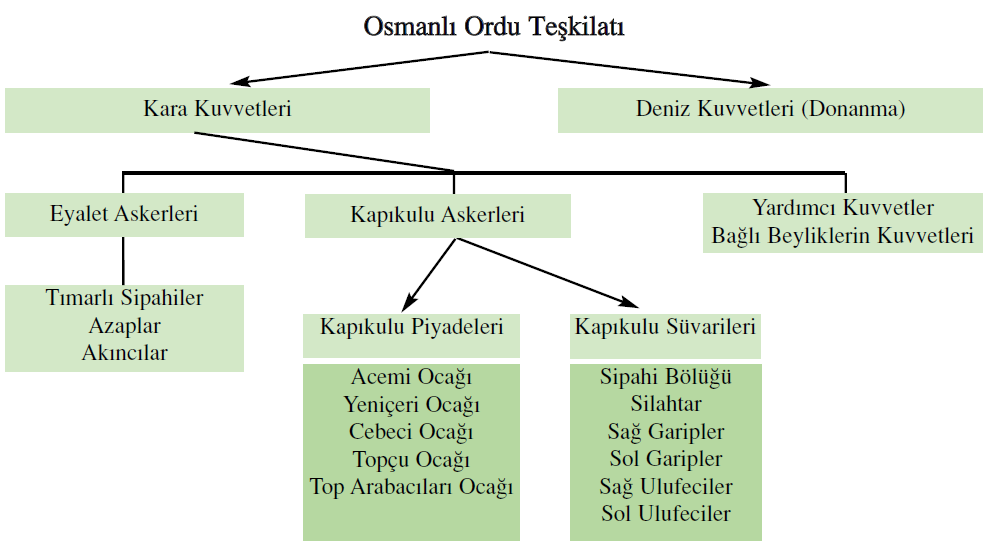 Osmanlı Ordu Teşkilatı
Kara Kuvvetleri
Deniz Kuvvetleri (Donanma)
Eyalet Askerleri
Kapıkulu Askerleri
Yardımcı Kuvvetler
Bağlı Beyliklerin Kuvvetleri
Tımarlı Sipahiler
Azaplar
Akıncılar
Kapıkulu Piyadeleri
Kapıkulu Süvarileri
Acemi Ocağı
Yeniçeri Ocağı
Cebeci Ocağı
Topçu Ocağı
Top Arabacıları Ocağı
Sipahi Bölüğü
Silahtar
Sağ Garipler
Sol Garipler
Sağ Ulufeciler
Sol Ulufeciler